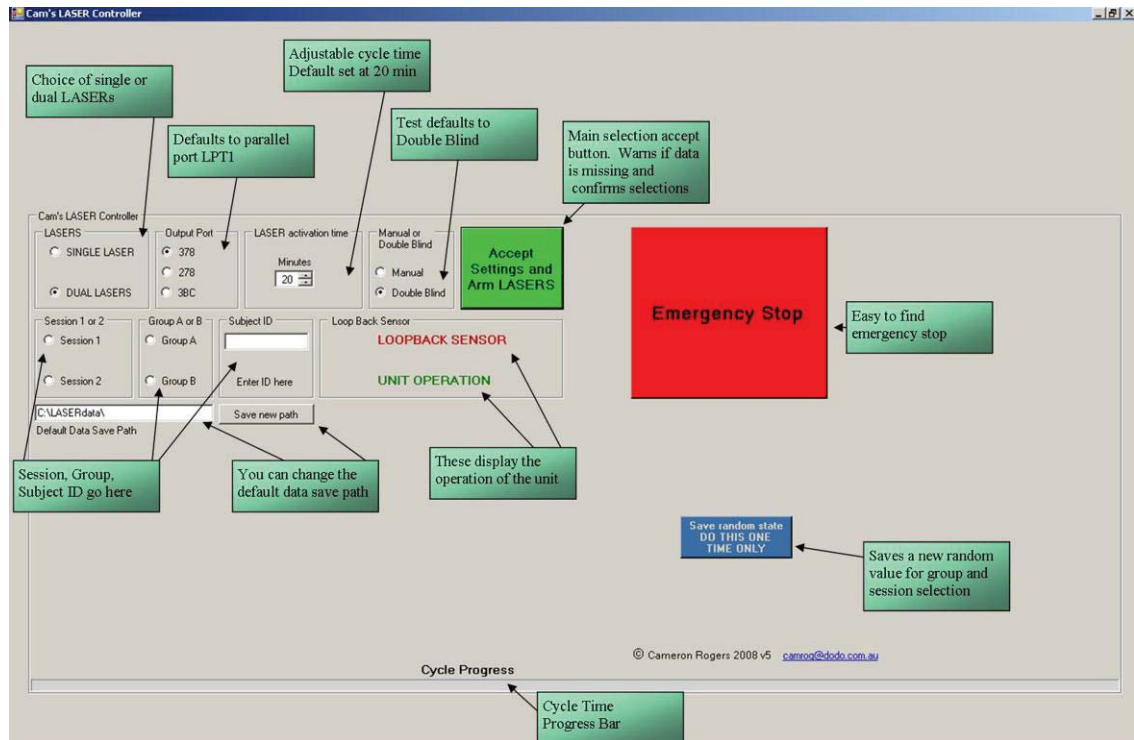 Cam's LASER Controller
Adjustable cycle time
Default set at 20 min
Choice of single or
dual LASERs
Defaults to parallel
port LPT1
Test defaults to
Double Blind
Main selection accept
button. Warns if data
is missing and
confirms selections
Cam's LASER Controller
LASERS
SINGLE LASER
DUAL LASERS
Output Port
378
278
3BC
LASER activation time
Minutes
20
Manual or
Double Blind
Manual
Double Blind
Accept
Settings and
Arm LASERS
Emergency Stop
Easy to find
emergency stop
Session 1 or 2
Session 1
Session 2
Group A or B
Group A
Group B
Subject ID
Enter ID here
Loop Back Sensor
LOOPBACK SENSOR
UNIT OPERATION
C:\LASERdata\
Save new path
Default Data Save Path
Session, Group,
Subject ID go here
You can change the
default data save path
These display the
operation of the unit
Save random state
DO THIS ONE
TIME ONLY
Saves a new random
value for group and
session selection
© Cameron Rogers 2008 v5 camrog@dodo.com.au
Cycle Progress
Cycle Time
Progress Bar